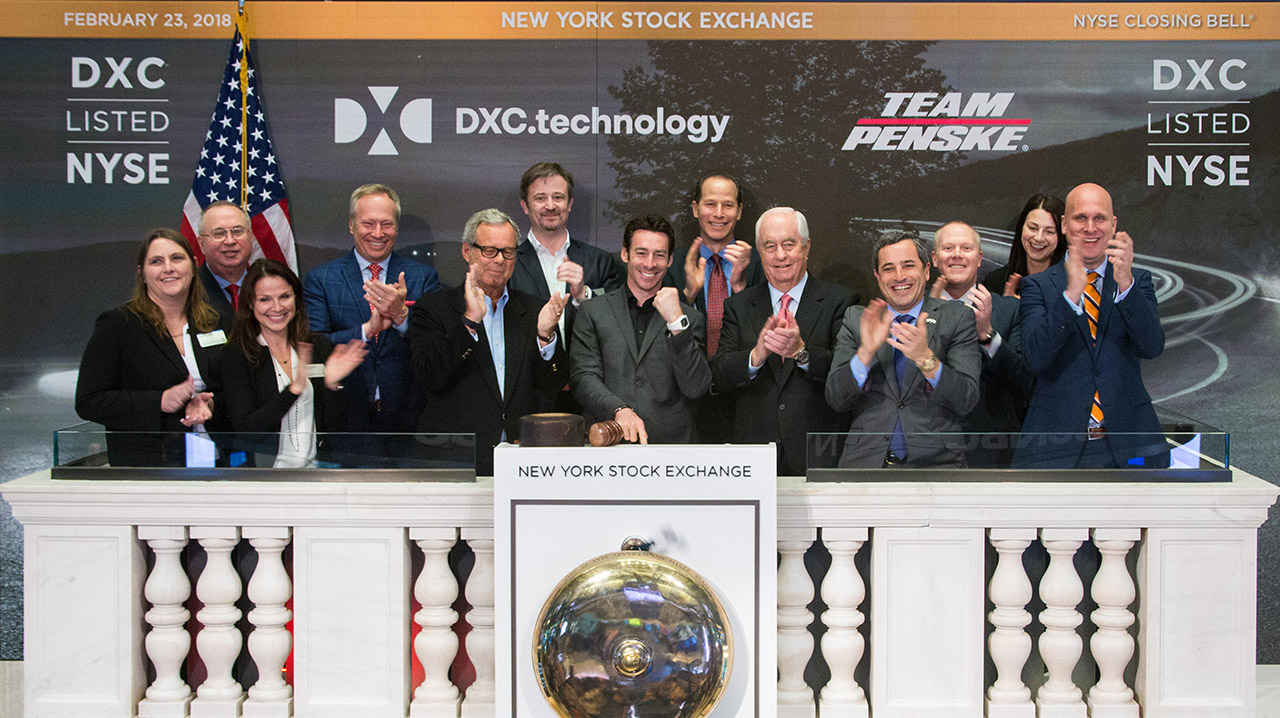 FEBRUARY 23, 2018
NEW YORK STOCK EXCHANGE
NYSE CLOSING BELL®
DXC
LISTED
NYSE
DXC.technology
TEAM
PENSKE®
DXC
LISTED
NYSE
NEW YORK STOCK EXCHANGE